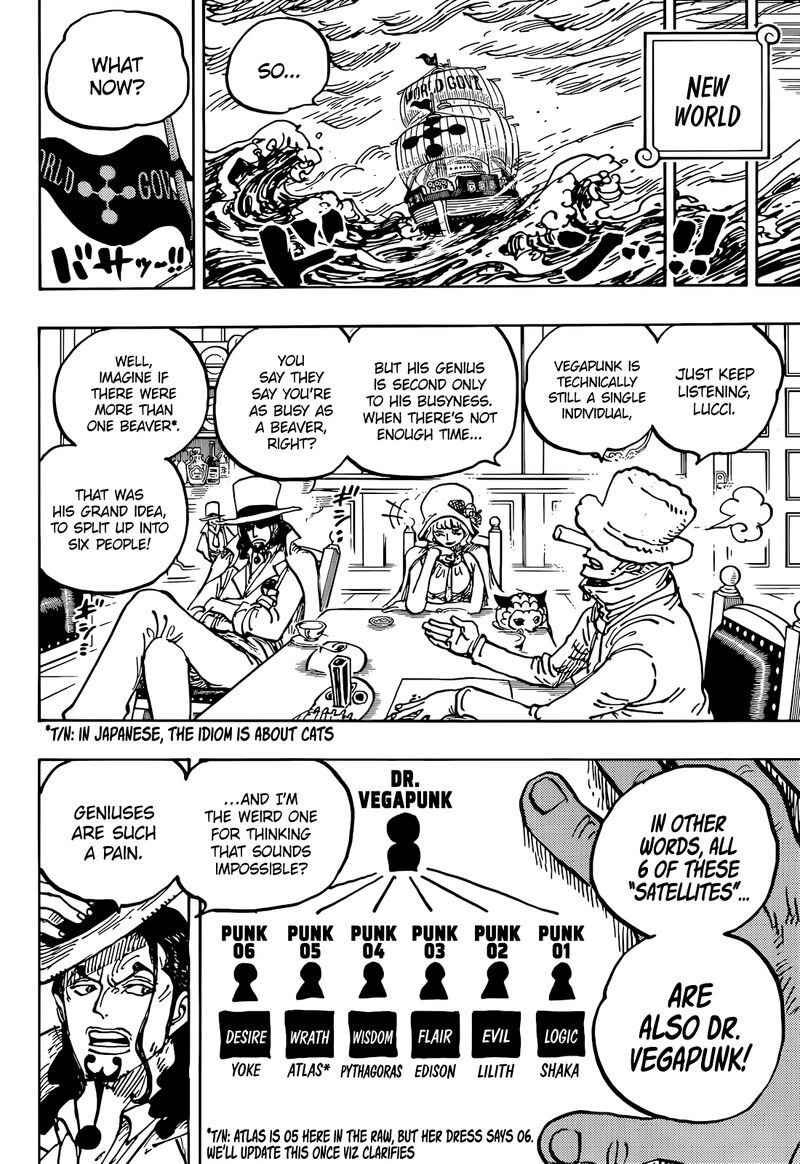 NEW
WORLD
SO...
WORLD GOVT.
WHAT
NOW?
WORLD
GOVT.
バサッ!!
JUST KEEP
LISTENING,
LUCCI.
VEGAPUNK IS
TECHNICALLY
STILL A SINGLE
INDIVIDUAL,
BUT HIS GENIUS
IS SECOND ONLY
TO HIS BUSYNESS.
WHEN THERE'S NOT
ENOUGH TIME...
YOU
SAY THEY
SAY YOU'RE
AS BUSY AS
A BEAVER,
RIGHT?
WELL,
IMAGINE IF
THERE WERE
MORE THAN
ONE BEAVER*.
THAT WAS
HIS GRAND IDEA,
TO SPLIT UP INTO
SIX PEOPLE!
*T/N: IN JAPANESE, THE IDIOM IS ABOUT CATS
IN OTHER
WORDS, ALL
6 OF THESE
"SATELLITES"...
ARE
ALSO DR.
VEGAPUNK!
DR.
VEGAPUNK
PUNK PUNK PUNK PUNK PUNK PUNK
06 05 04 03 02 01
DESIRE WRATH WISDOM FLAIR EVIL LOGIC
YOKE ATLAS* PYTHAGORAS EDISON LILITH SHAKA
*T/N: ATLAS IS 05 HERE IN THE RAW, BUT HER DRESS SAYS 06.
WE'LL UPDATE THIS ONCE VIZ CLARIFIES
...AND I'M
THE WEIRD ONE
FOR THINKING
THAT SOUNDS
IMPOSSIBLE?
GENIUSES
ARE SUCH
A PAIN.